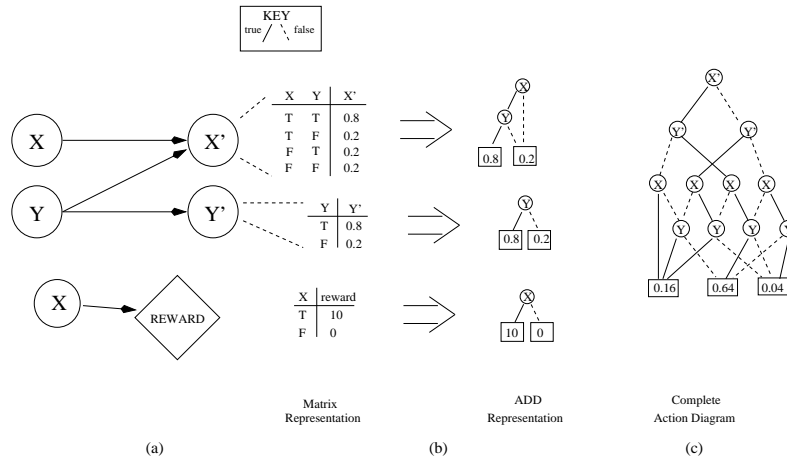 KEY
true false
X
Y
X'
Y'
X Y X'
T T 0.8
T F 0.2
F T 0.2
F F 0.2
Y Y'
T 0.8
F 0.2
X
REWARD
X reward
T 10
F 0
X
Y
0.8 0.2
Y
0.8 0.2
X
10 0
X'
Y' Y'
X X X X
Y Y Y Y
0.16 0.64 0.04
Matrix
Representation
ADD
Representation
Complete
Action Diagram
(a) (b) (c)